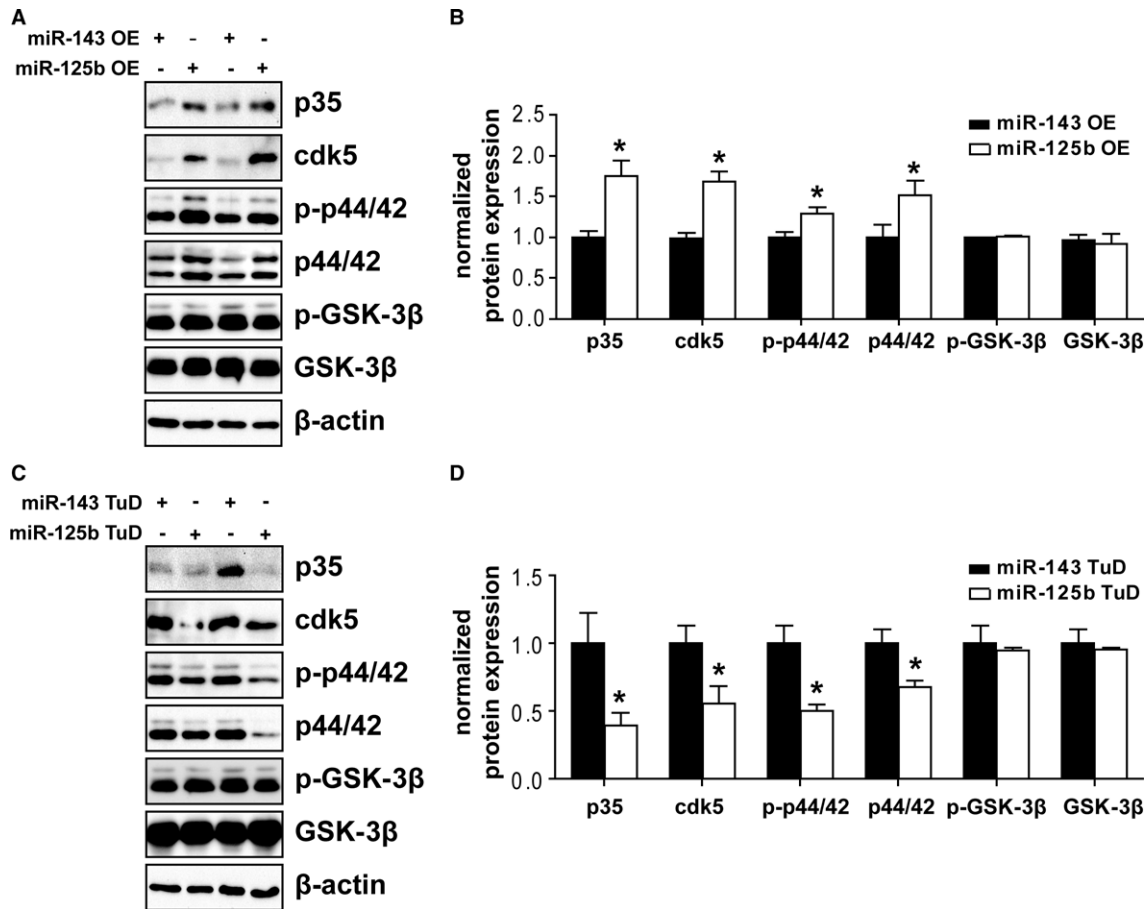 A
miR-143 OE + - + -
miR-125b OE - + - +
p35
cdk5
p-p44/42
p44/42
p-GSK-3β
GSK-3β
β-actin
B
normalized
protein expression
2.5
2.0
1.5
1.0
0.5
0.0
miR-143 OE
miR-125b OE
* * * *
p35 cdk5 p-p44/42 p44/42 p-GSK-3β GSK-3β
C
miR-143 TuD + - + -
miR-125b TuD - + - +
p35
cdk5
p-p44/42
p44/42
p-GSK-3β
GSK-3β
β-actin
D
normalized
protein expression
1.5
1.0
0.5
0.0
miR-143 TuD
miR-125b TuD
* * * *
p35 cdk5 p-p44/42 p44/42 p-GSK-3β GSK-3β